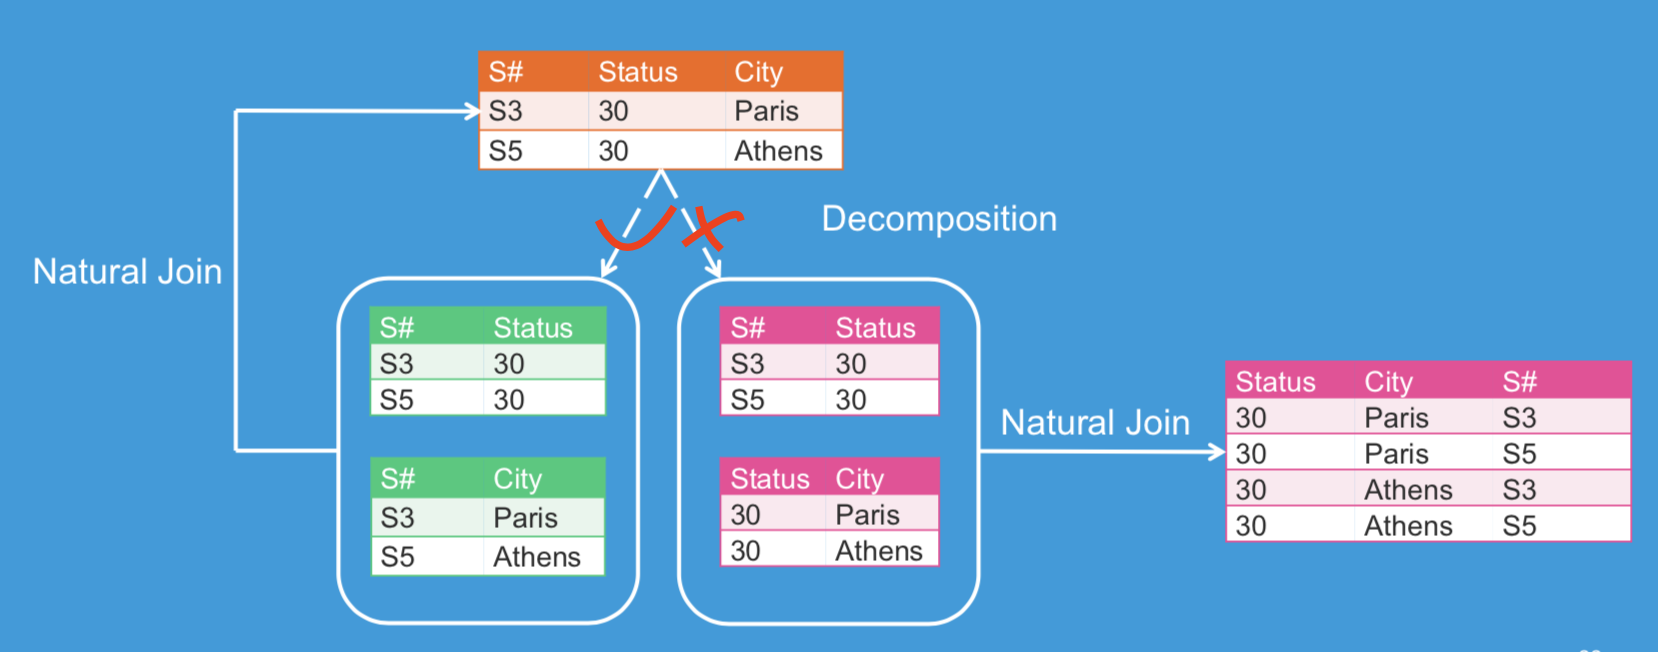 S# Status City
S3 30 Paris
S5 30 Athens
Decomposition
Natural Join
S# Status
S3 30
S5 30
S# City
S3 Paris
S5 Athens
S# Status
S3 30
S5 30
Status City
30 Paris
30 Athens
Natural Join
Status City S#
30 Paris S3
30 Paris S5
30 Athens S3
30 Athens S5